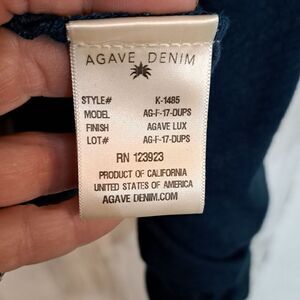 AGAVE DENIM
STYLE# K-1485
MODEL AG-F-17-DUPS
FINISH AGAVE LUX
LOT# AG-F-17-DUPS
RN 123923
PRODUCT OF CALIFORNIA
UNITED STATES OF AMERICA
AGAVE DENIM.COM